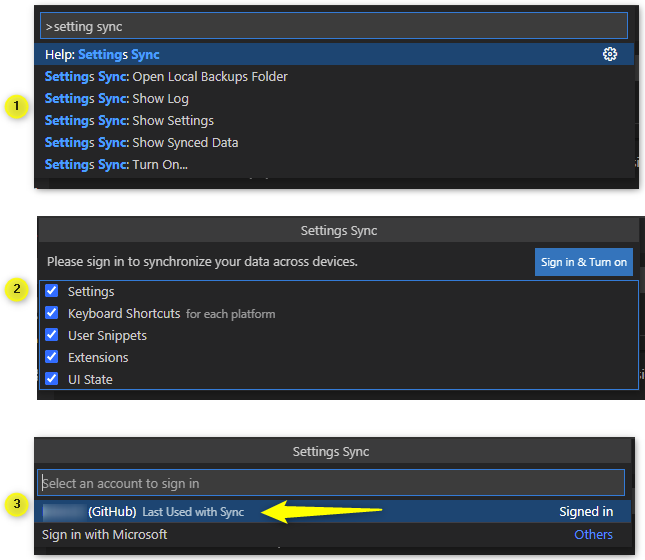 >setting sync
Help: Settings Sync
Settings Sync: Open Local Backups Folder
1
Settings Sync: Show Log
Settings Sync: Show Settings
Settings Sync: Show Synced Data
Settings Sync: Turn On...
Settings Sync
Please sign in to synchronize your data across devices. Sign in & Turn on
2
Settings
Keyboard Shortcuts for each platform
User Snippets
Extensions
UI State
Settings Sync
Select an account to sign in
3
(GitHub) Last Used with Sync Signed in
Sign in with Microsoft Others